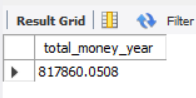 Result Grid Filter
total_money_year
817860.0508